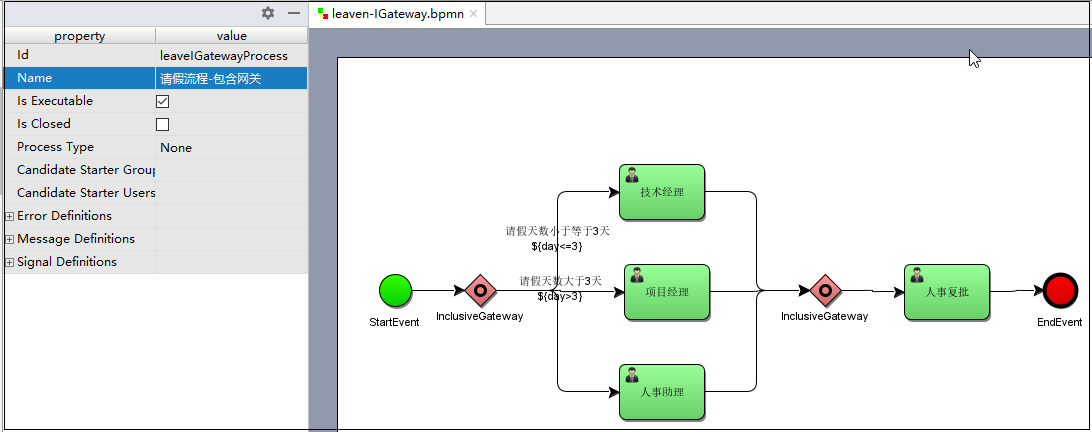 leaven-IGateway.bpmn
property value
Id leaveIGatewayProcess
Name 请假流程-包含网关
Is Executable
Is Closed
Process Type None
Candidate Starter Group
Candidate Starter Users
Error Definitions
Message Definitions
Signal Definitions
技术经理
请假天数小于等于3天
${day<=3}
请假天数大于3天
${day>3}
项目经理
人事复批
StartEvent
InclusiveGateway
InclusiveGateway
EndEvent
人事助理